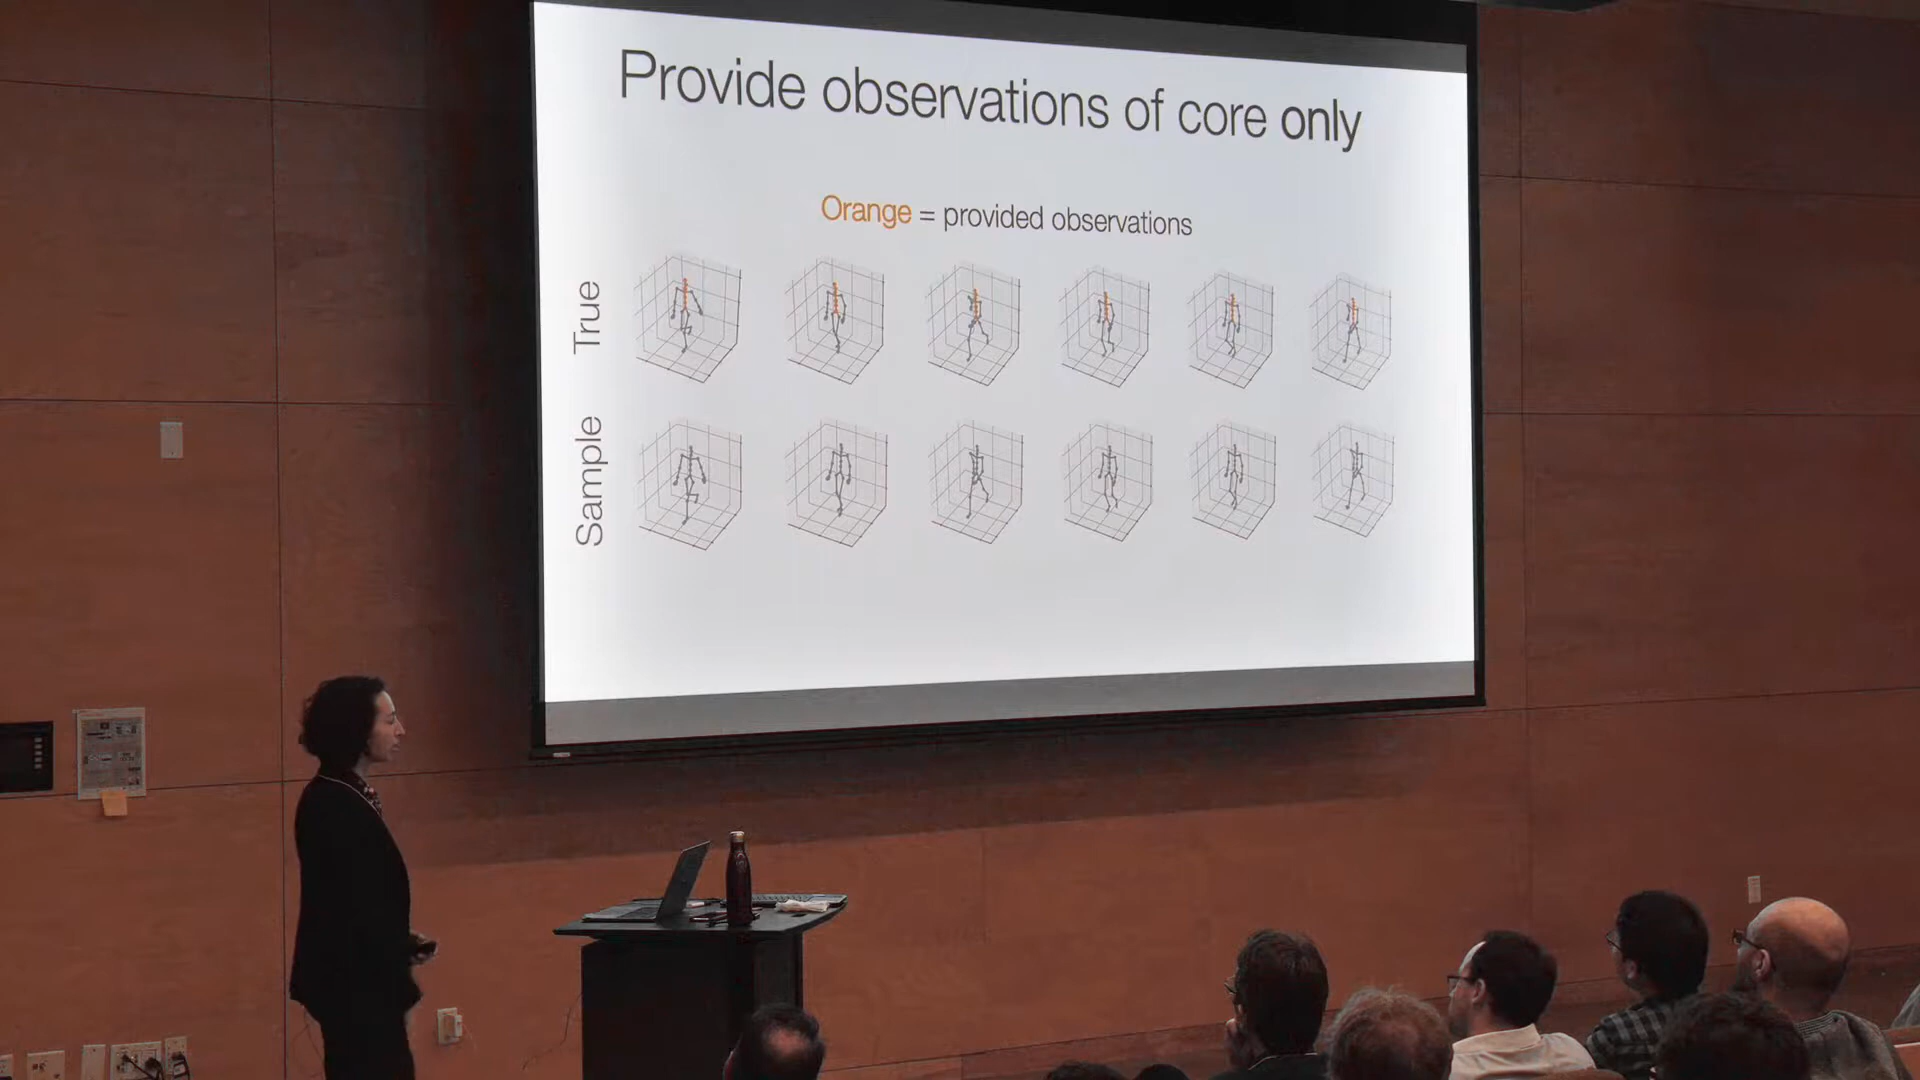 Provide observations of core only
Orange = provided observations
True
Sample